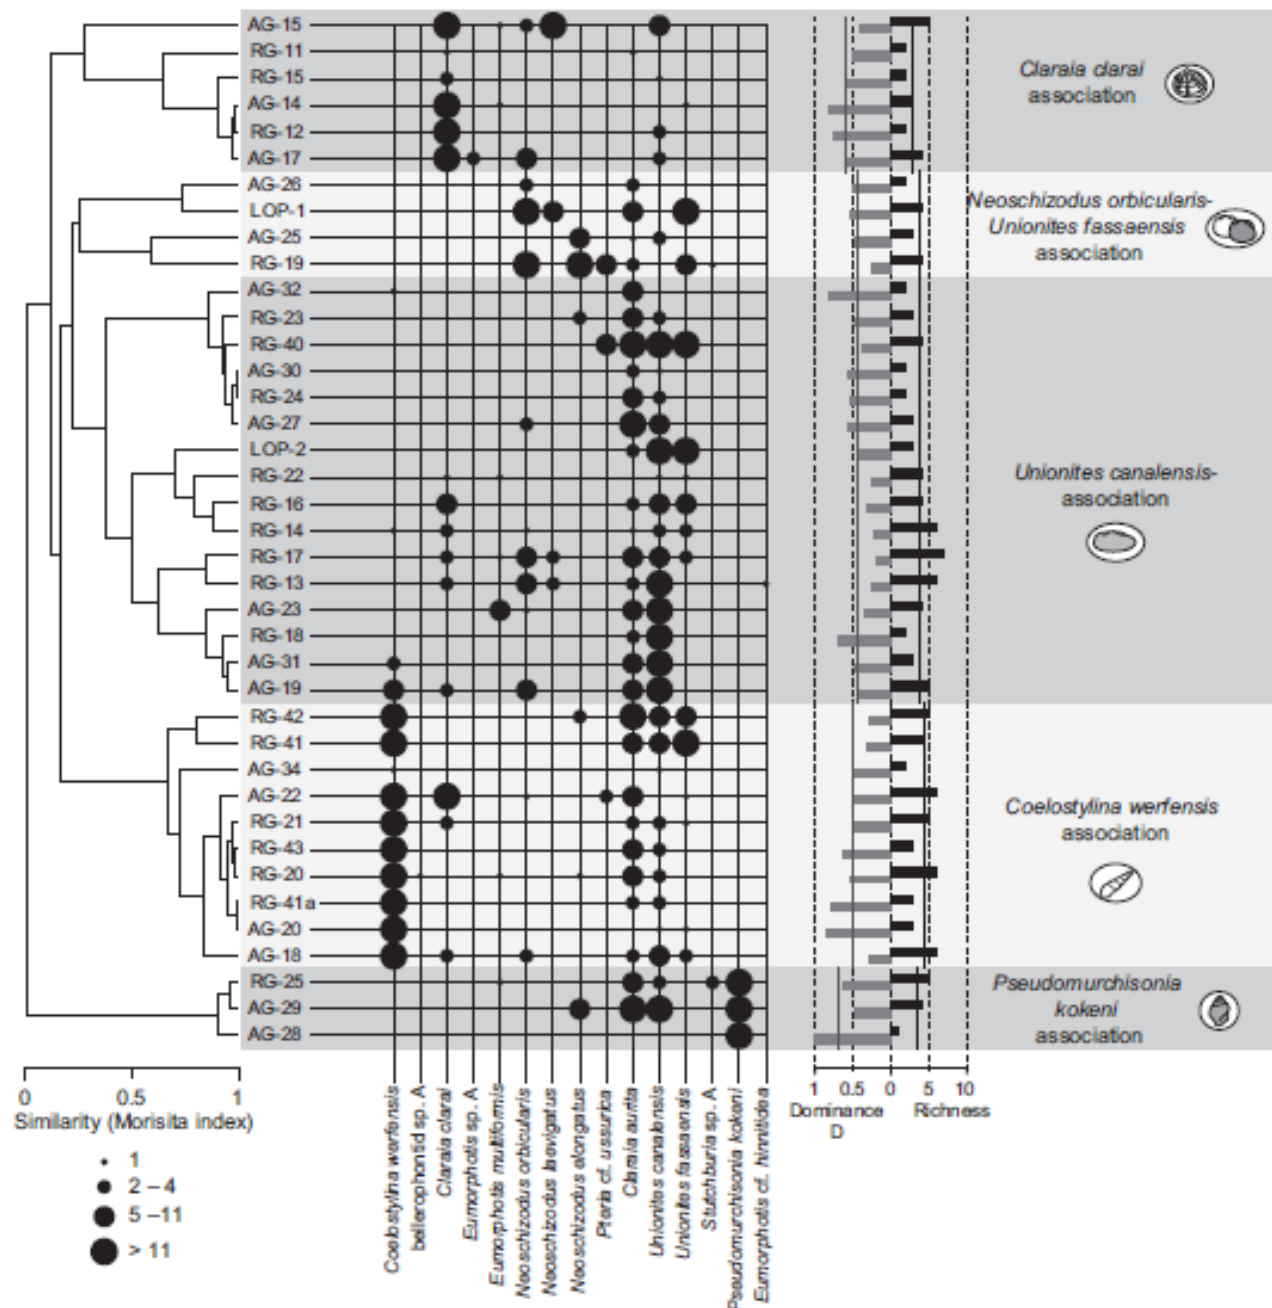 AG-15
RG-11
RG-15
AG-14
RG-12
AG-17
AG-26
LOP-1
AG-25
RG-19
AG-32
RG-23
RG-40
AG-30
RG-24
AG-27
LOP-2
RG-22
RG-16
RG-14
RG-17
RG-13
AG-23
RG-18
AG-31
AG-19
RG-42
RG-41
AG-34
AG-22
RG-21
RG-43
RG-20
RG-41a
AG-20
AG-18
RG-25
AG-29
AG-28
Claraia clarai
association
Neoschizodus orbicularis-
Unionites fassaensis
association
Unionites canalensis-
association
Coelostylina werfensis
association
Pseudomurchisonia
kokeni
association
0 0.5 1
Similarity (Morisita index)
1
2 – 4
5 –11
> 11
Coelostylina werfensis
bellerophontid sp. A
Claraia clarai
Eumorphotis sp. A
Eumorphotis multiformis
Neoschizodus orbicularis
Neoschizodus laevigatus
Neoschizodus elongatus
Pteria cf. ussurica
Claraia aurita
Unionites canalensis
Unionites fassaensis
Stutchburia sp. A
Pseudomurchisonia kokeni
Eumorphotis cf. hinnitidea
1 0.5 0 5 10
Dominance Richness
D